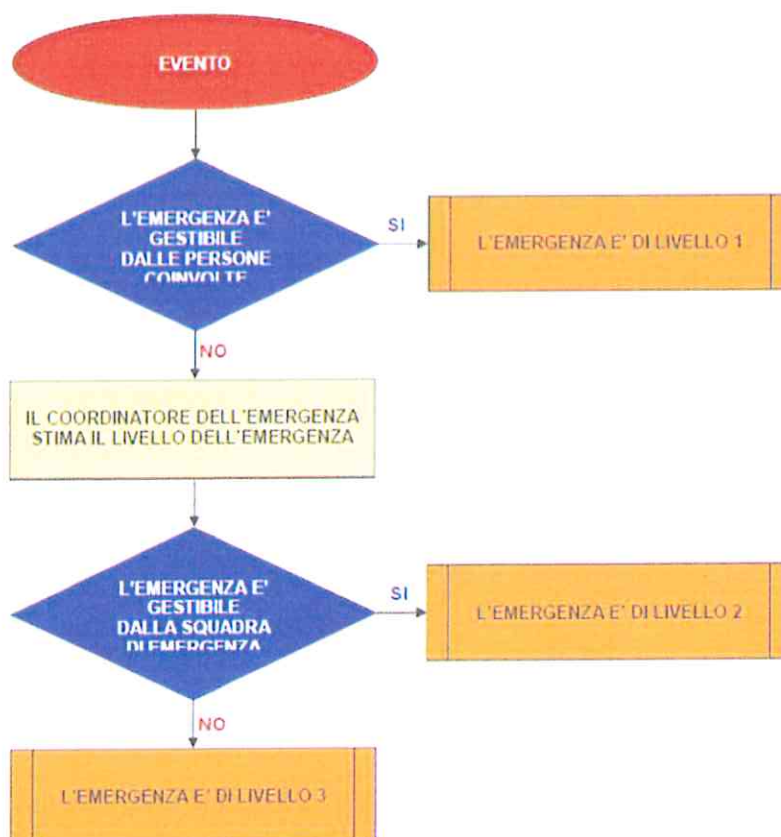 EVENTO
L'EMERGENZA E'
GESTIBILE
DALLE PERSONE
COINVOLTE
SI
L'EMERGENZA E' DI LIVELLO 1
NO
IL COORDINATORE DELL'EMERGENZA
STIMA IL LIVELLO DELL'EMERGENZA
L'EMERGENZA E'
GESTIBILE
DALLA SQUADRA
DI EMERGENZA
SI
L'EMERGENZA E' DI LIVELLO 2
NO
L'EMERGENZA E' DI LIVELLO 3